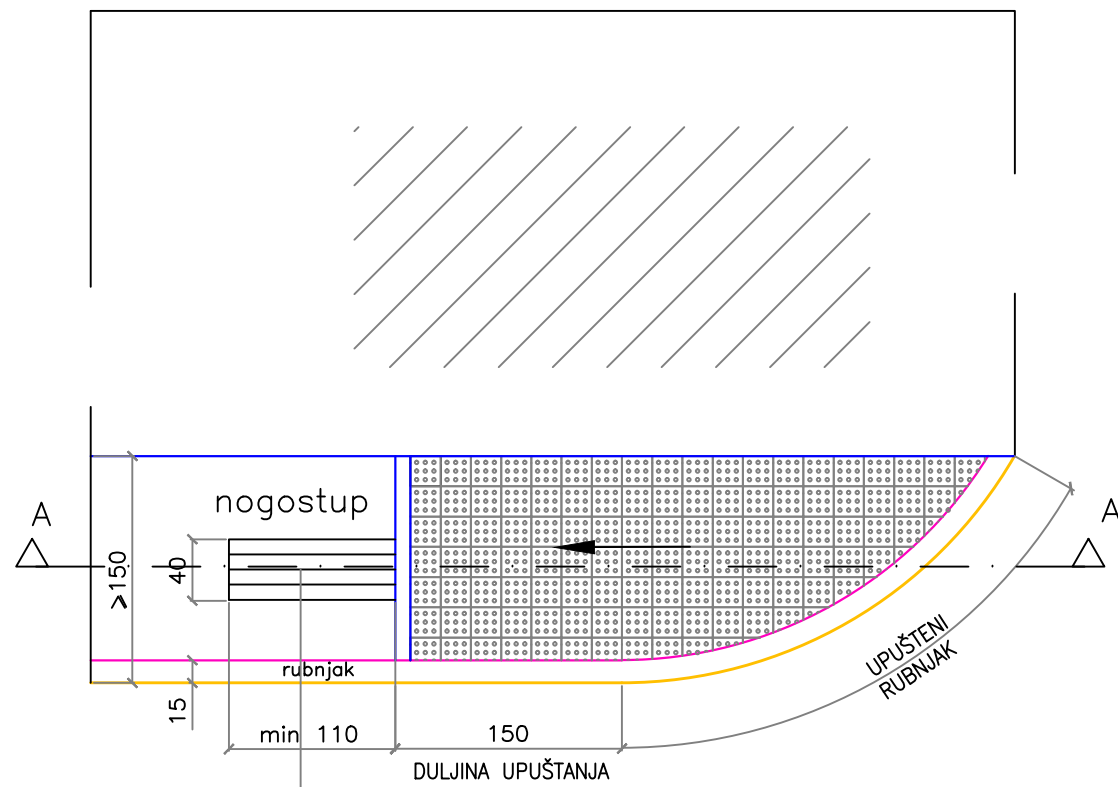 nogostup
A
A
≥150
40
rubnjak
15
min 110
150
DULJINA UPUŠTANJA
UPUŠTENI
RUBNJAK